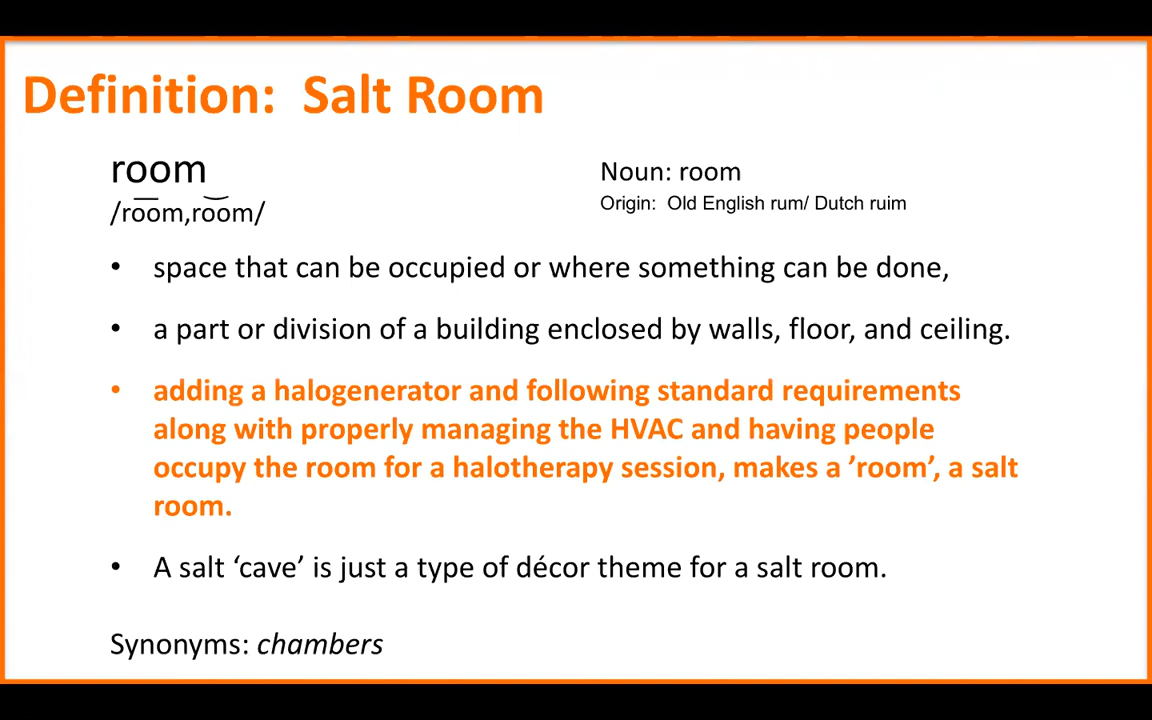 Definition:  Salt Room
room
Noun: room
/ro͞om,ro͝om/
Origin:  Old English rum/ Dutch ruim
• space that can be occupied or where something can be done,
• a part or division of a building enclosed by walls, floor, and ceiling.
• adding a halogenerator and following standard requirements
along with properly managing the HVAC and having people
occupy the room for a halotherapy session, makes a ’room’, a salt
room.
• A salt ‘cave’ is just a type of décor theme for a salt room.
Synonyms: chambers